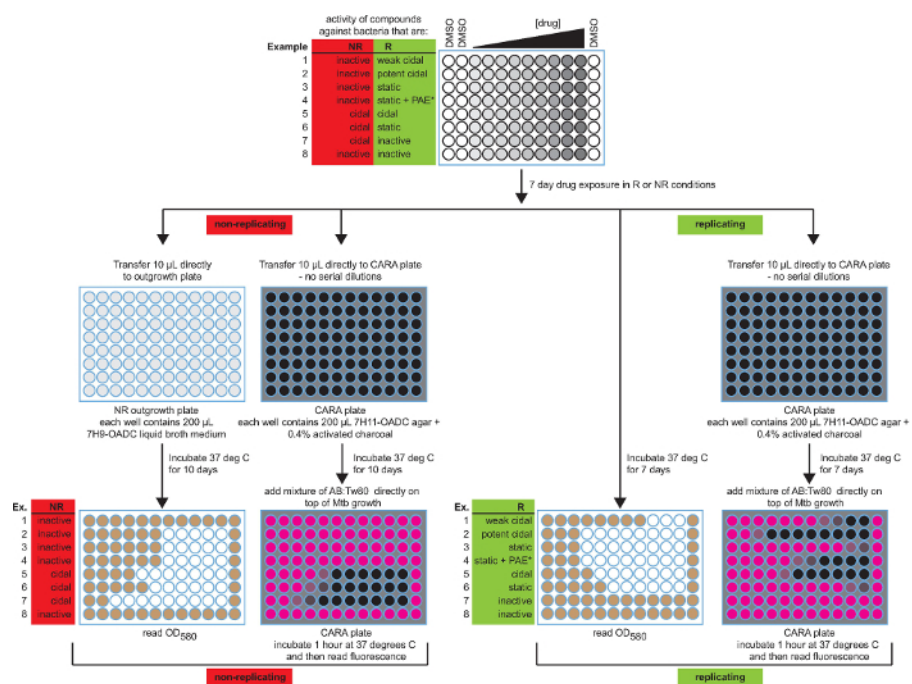 activity of compounds
against bacteria that are:
DMSO
DMSO
[drug]
DMSO
Example NR R
1 inactive weak cidal
2 inactive potent cidal
3 inactive static
4 inactive static + PAE*
5 cidal cidal
6 cidal static
7 cidal inactive
8 inactive inactive
7 day drug exposure in R or NR conditions
non-replicating
replicating
Transfer 10 µL directly
to outgrowth plate
Transfer 10 µL directly to CARA plate
- no serial dilutions
Transfer 10 µL directly to CARA plate
- no serial dilutions
NR outgrowth plate
each well contains 200 µL
7H9-OADC liquid broth medium
CARA plate
each well contains 200 µL 7H11-OADC agar +
0.4% activated charcoal
CARA plate
each well contains 200 µL 7H11-OADC agar +
0.4% activated charcoal
Incubate 37 deg C
for 10 days
Incubate 37 deg C
for 10 days
Incubate 37 deg C
for 7 days
Incubate 37 deg C
for 7 days
add mixture of AB:Tw80 directly on
top of Mtb growth
add mixture of AB:Tw80 directly on
top of Mtb growth
Ex. NR
1 inactive
2 inactive
3 inactive
4 inactive
5 cidal
6 cidal
7 cidal
8 inactive
read OD580
CARA plate
incubate 1 hour at 37 degrees C
and then read fluorescence
non-replicating
Ex. R
1 weak cidal
2 potent cidal
3 static
4 static + PAE*
5 cidal
6 static
7 inactive
8 inactive
read OD580
CARA plate
incubate 1 hour at 37 degrees C
and then read fluorescence
replicating